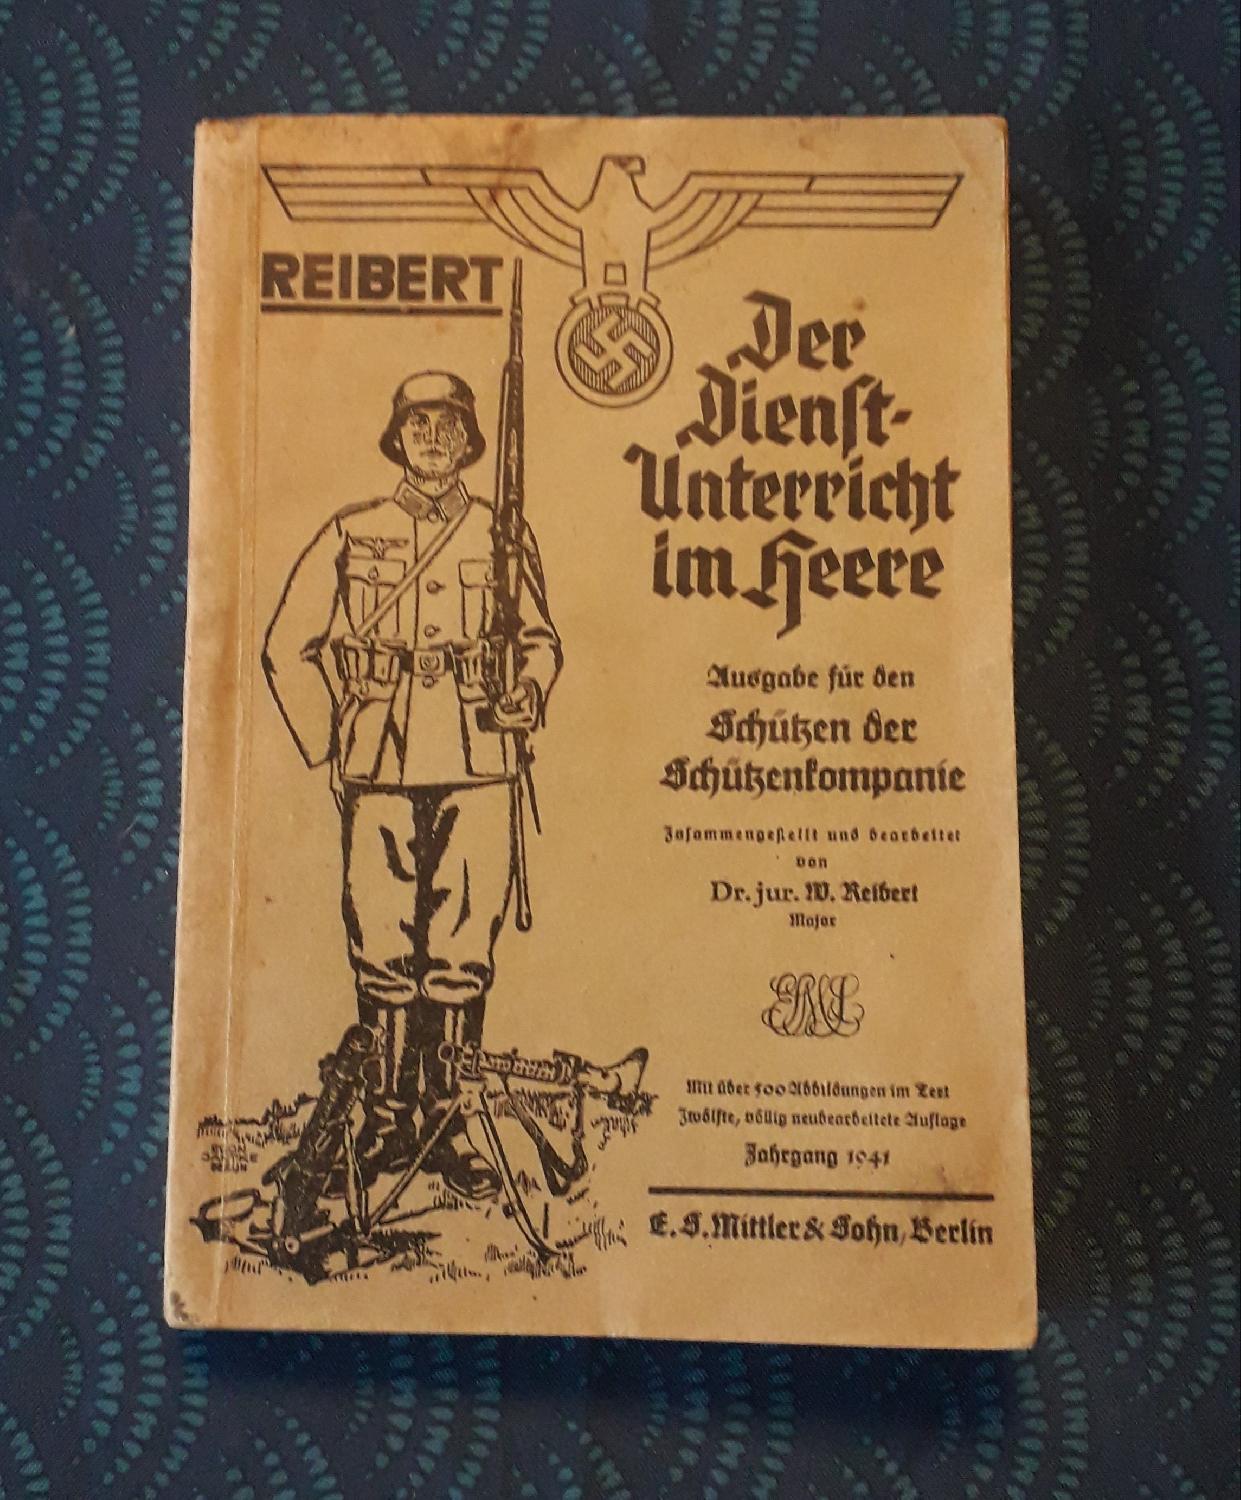 REIBERT
Der
Dienst-
Unterricht
im Heere
Ausgabe für den
Schützen der
Schützenkompanie
Zusammengestellt und bearbeitet
von
Dr. jur. W. Reibert
Major
Mit über 500 Abbildungen im Text
Zwölfte, völlig neubearbeitete Auflage
Jahrgang 1941
E. S. Mittler & Sohn, Berlin
BERLIN